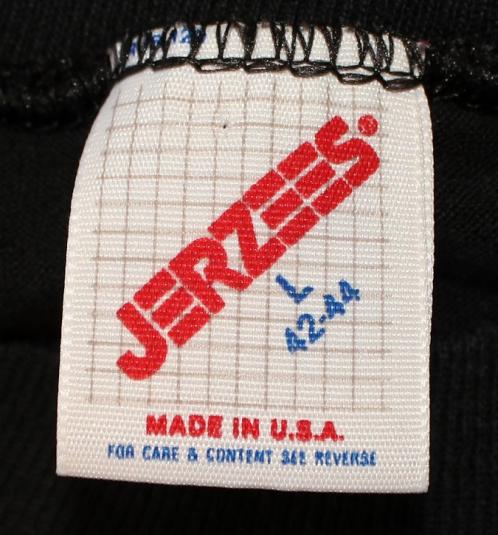 JERZEES®
L
42-44
MADE IN U.S.A.
FOR CARE & CONTENT SEE REVERSE